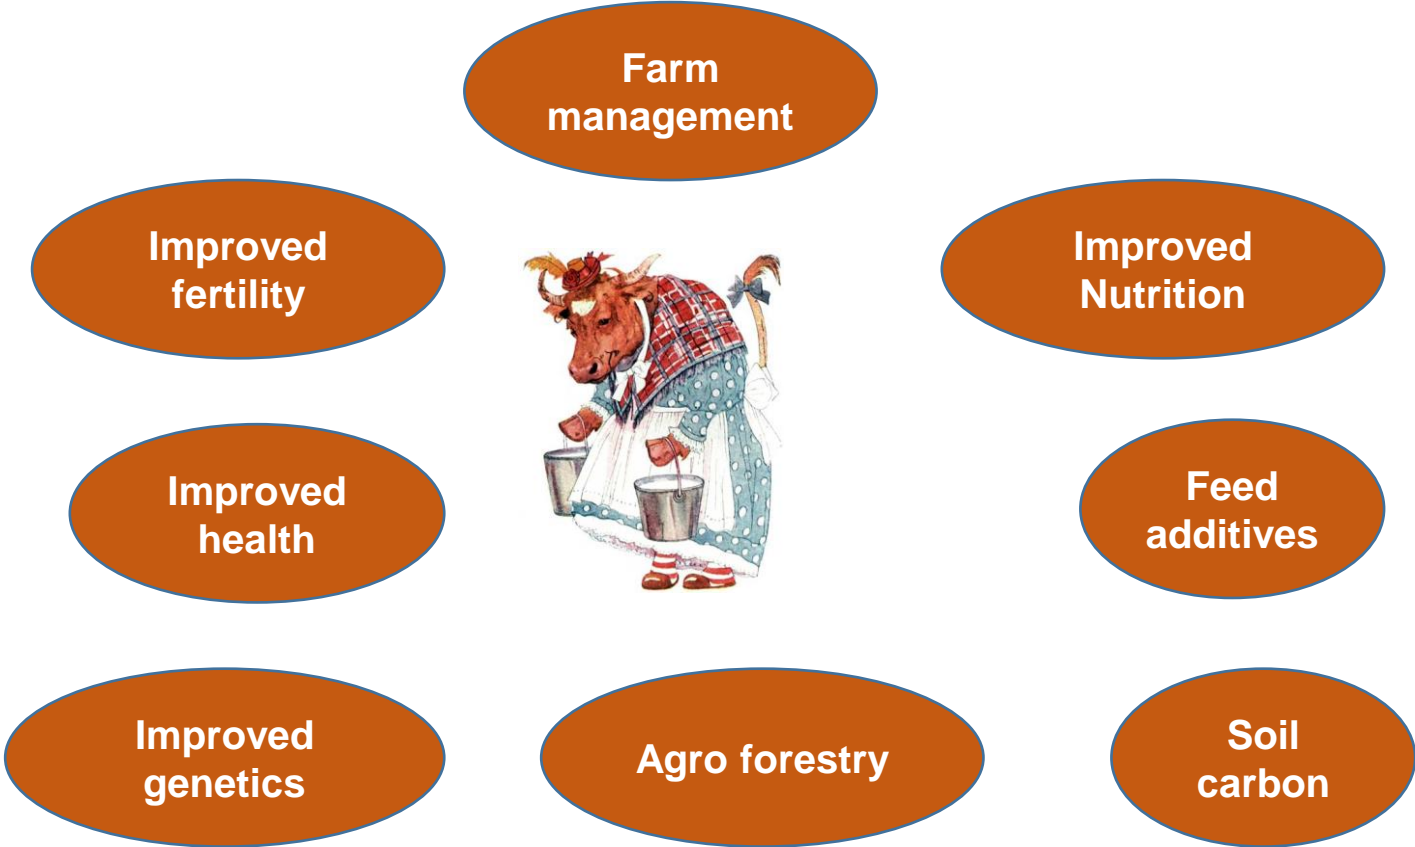 Farm
management
Improved
fertility
Improved
Nutrition
Improved
health
Feed
additives
Improved
genetics
Agro forestry
Soil
carbon